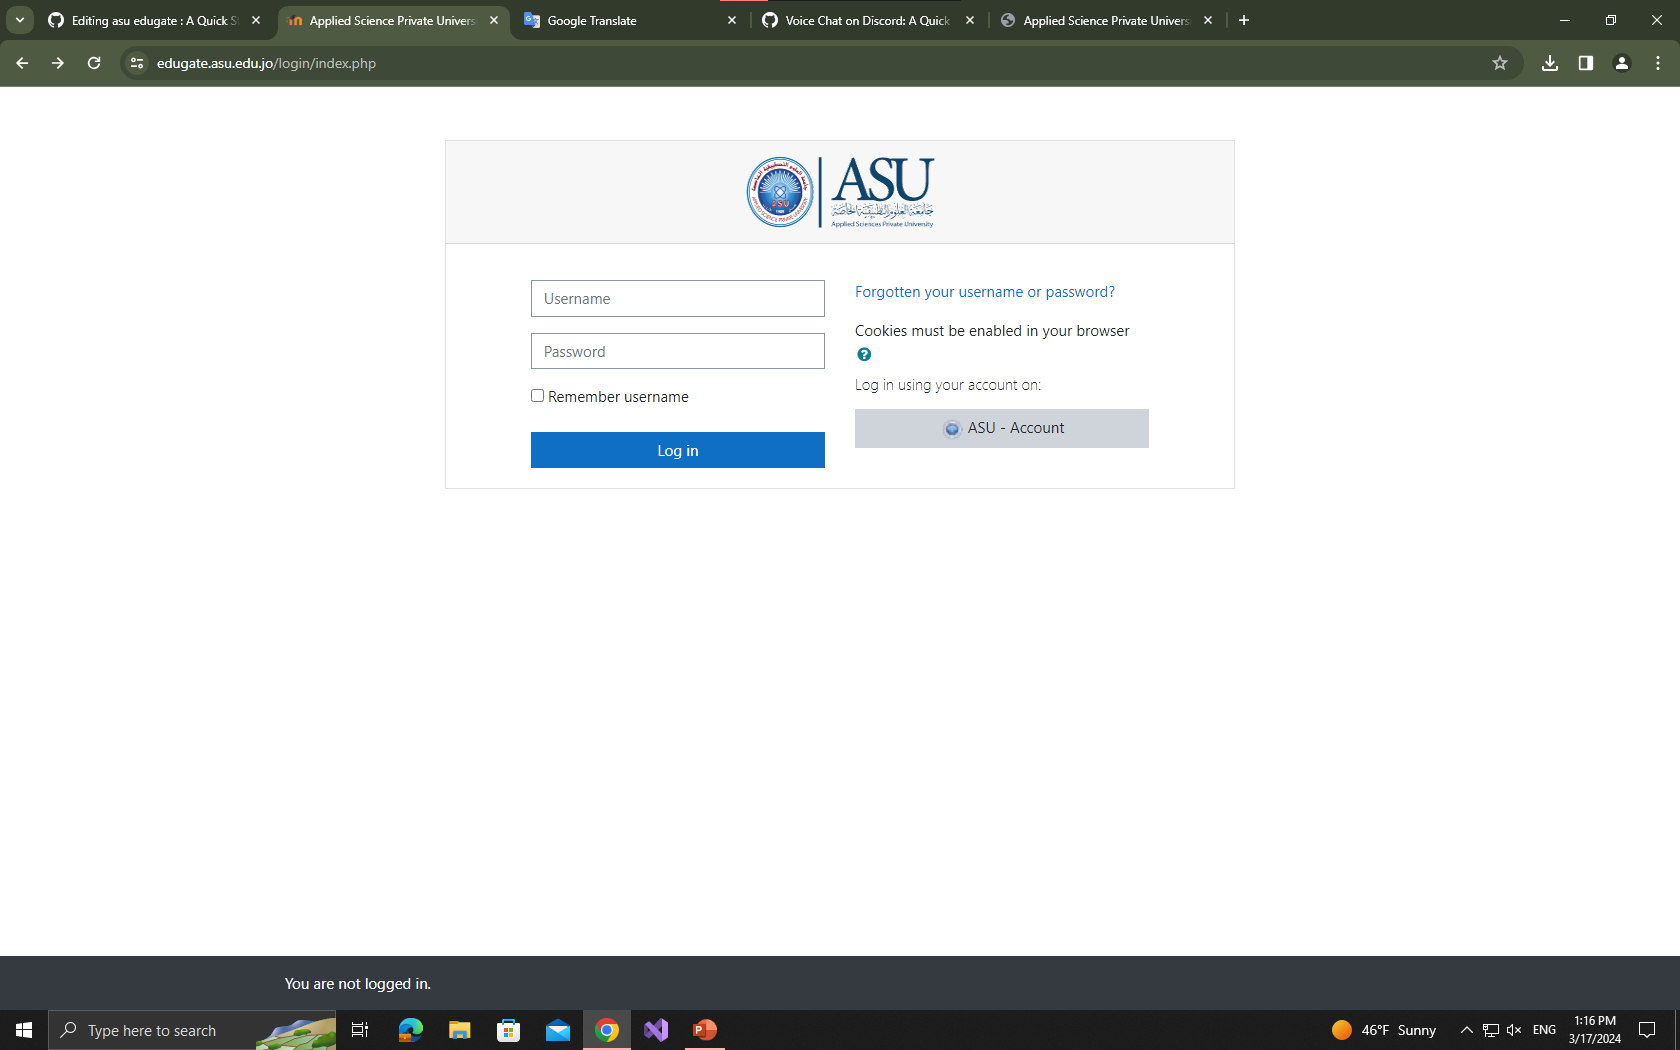 Editing asu edugate : A Quick S
Applied Science Private Univers
Google Translate
Voice Chat on Discord: A Quick
Applied Science Private Univers
edugate.asu.edu.jo/login/index.php
ASU
جامعة العلوم التطبيقية الخاصة
Applied Sciences Private University
Username
Password
Remember username
Log in
Forgotten your username or password?
Cookies must be enabled in your browser
Log in using your account on:
ASU - Account
You are not logged in.
Type here to search
46°F Sunny
ENG
1:16 PM
3/17/2024